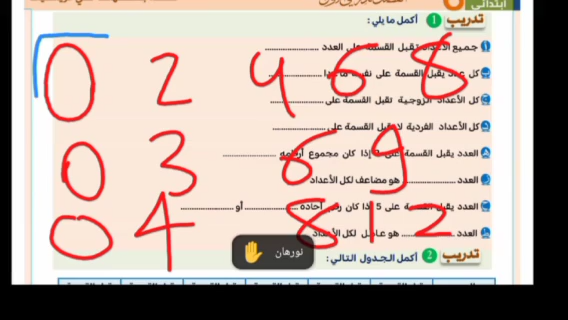 ابتدائي
تدريب 1 أكمل ما يلي:
جميع الأعداد تقبل القسمة على العدد
كل عدد يقبل القسمة على نفسه ما عدا
كل الأعداد الزوجية تقبل القسمة على
كل الأعداد الفردية لا تقبل القسمة على
العدد يقبل القسمة على 3 إذا كان مجموع أرقامه
العدد هو مضاعف لكل الأعداد
العدد يقبل القسمة على 5 إذا كان رقم آحاده أو
العدد هو عامل لكل الأعداد
تدريب 2 أكمل الجدول التالي:
0 2 4 6 8
0 3 6 9
0 4 8 12
نورهان